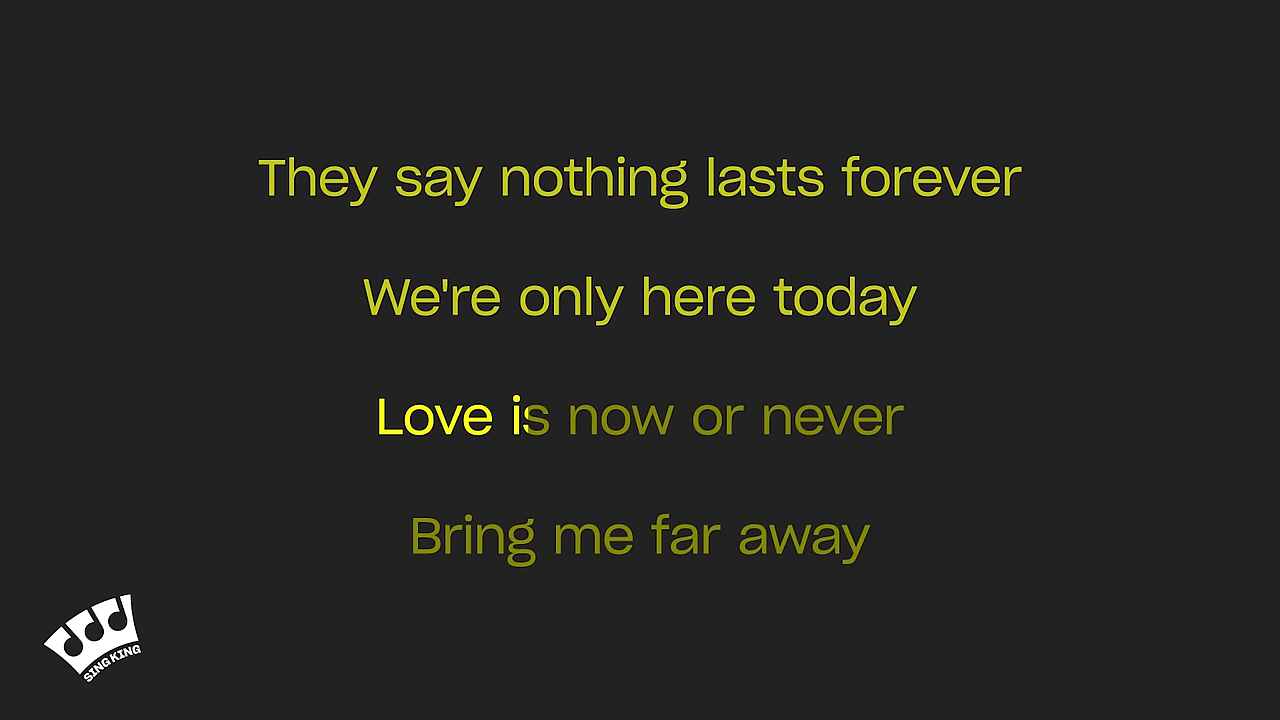 They say nothing lasts forever
We're only here today
Love is now or never
Bring me far away
SING KING